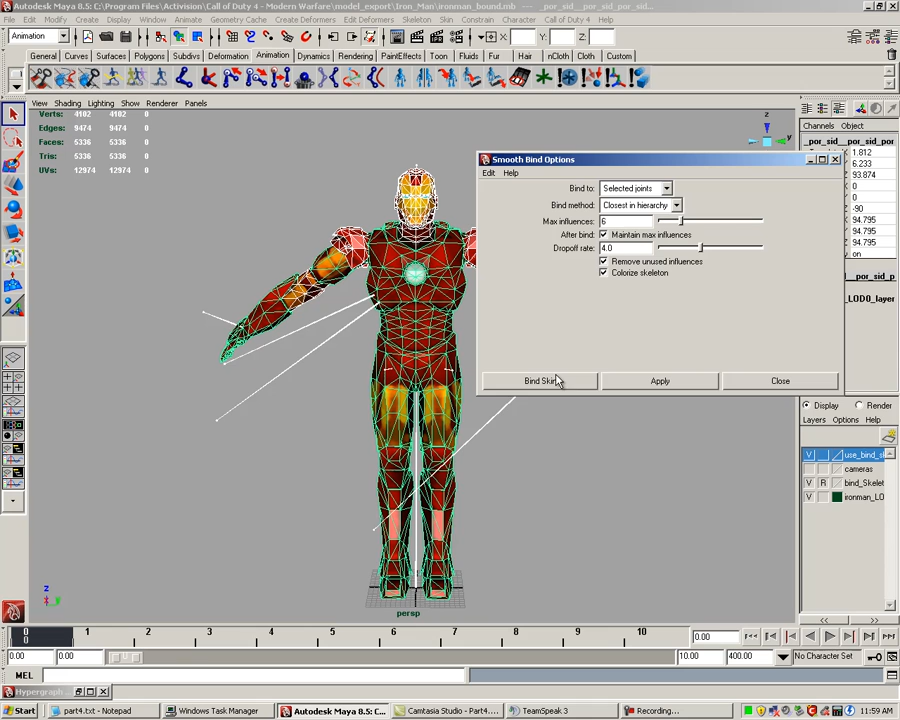 Autodesk Maya 8.5: C:\Program Files\Activision\Call of Duty 4 - Modern Warfare\model_export\Iron_Man\ironman_bound.mb --- _por_sid__por_sid__por_sid...
File Edit Modify Create Display Window Animate Geometry Cache Create Deformers Edit Deformers Skeleton Skin Constrain Character Call of Duty 4 Help
Animation X: Y: Z:
General Curves Surfaces Polygons Subdivs Deformation Animation Dynamics Rendering PaintEffects Toon Fluids Fur Hair nCloth Cloth Custom
View Shading Lighting Show Renderer Panels
Verts: 4102 4102 0
Edges: 9474 9474 0
Faces: 5336 5336 0
Tris: 5336 5336 0
UVs: 12974 12974 0
z
y
Channels Object
_por_sid__por_sid__por_s...
1.812
6.233
93.874
0
-90
0
94.795
94.795
94.795
on
__por_sid__por_sid_p
_LOD0_layer
Smooth Bind Options
Edit Help
Bind to: Selected joints
Bind method: Closest in hierarchy
Max influences: 6
After bind: Maintain max influences
Dropoff rate: 4.0
Remove unused influences
Colorize skeleton
Bind Skin Apply Close
Display Render
Layers Options Help
V use_bind_sk
cameras
V R bind_Skelet
V ironman_LO
z
y
persp
0 1 2 3 4 5 6 7 8 9 10 0.00
0
0.00 0.00 10.00 400.00 No Character Set
MEL
Hypergraph
Start part4.txt - Notepad Windows Task Manager Autodesk Maya 8.5: C... Camtasia Studio - Part4.... TeamSpeak 3 Recording... 11:59 AM